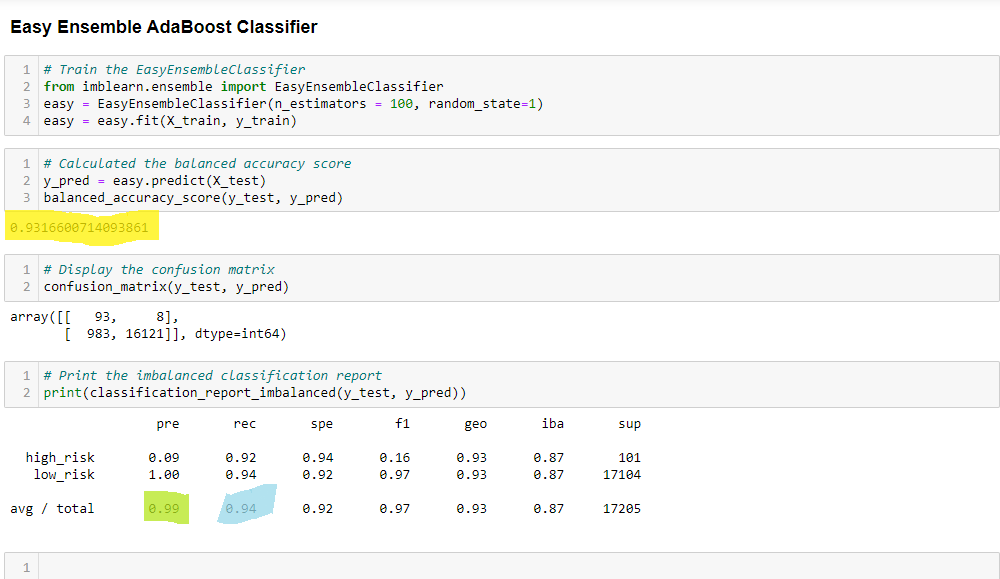 Easy Ensemble AdaBoost Classifier
1 # Train the EasyEnsembleClassifier
2 from imblearn.ensemble import EasyEnsembleClassifier
3 easy = EasyEnsembleClassifier(n_estimators = 100, random_state=1)
4 easy = easy.fit(X_train, y_train)
1 # Calculated the balanced accuracy score
2 y_pred = easy.predict(X_test)
3 balanced_accuracy_score(y_test, y_pred)
0.9316600714093861
1 # Display the confusion matrix
2 confusion_matrix(y_test, y_pred)
array([[   93,     8],
       [  983, 16121]], dtype=int64)
1 # Print the imbalanced classification report
2 print(classification_report_imbalanced(y_test, y_pred))
pre rec spe f1 geo iba sup
high_risk 0.09 0.92 0.94 0.16 0.93 0.87 101
low_risk 1.00 0.94 0.92 0.97 0.93 0.87 17104
avg / total 0.99 0.94 0.92 0.97 0.93 0.87 17205
1